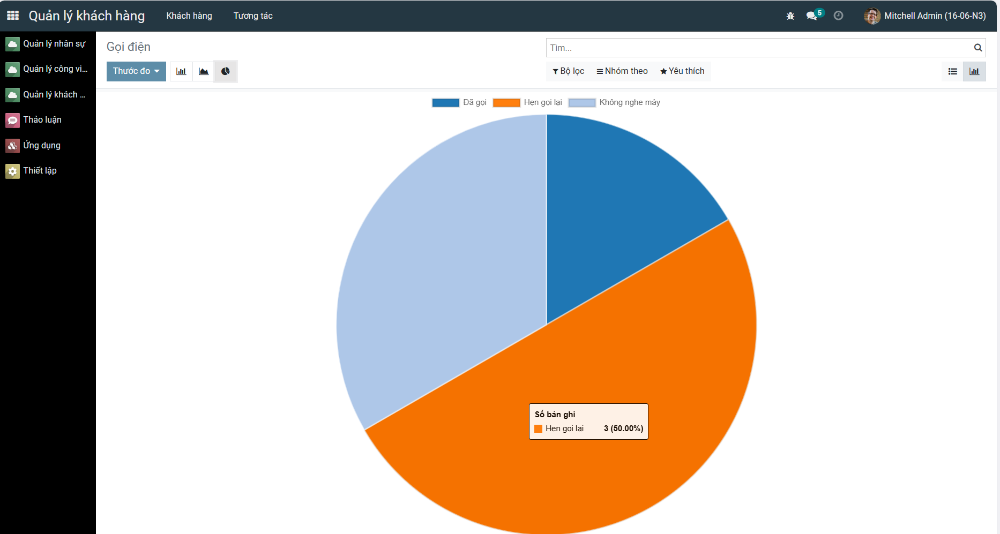 Quản lý khách hàng Khách hàng Tương tác 5 Mitchell Admin (16-06-N3)
Quản lý nhân sự
Quản lý công vi...
Quản lý khách ...
Thảo luận
Ứng dụng
Thiết lập
Gọi điện
Tìm...
Thước đo
Bộ lọc Nhóm theo Yêu thích
Đã gọi Hẹn gọi lại Không nghe máy
Số bản ghi
Hẹn gọi lại 3 (50.00%)